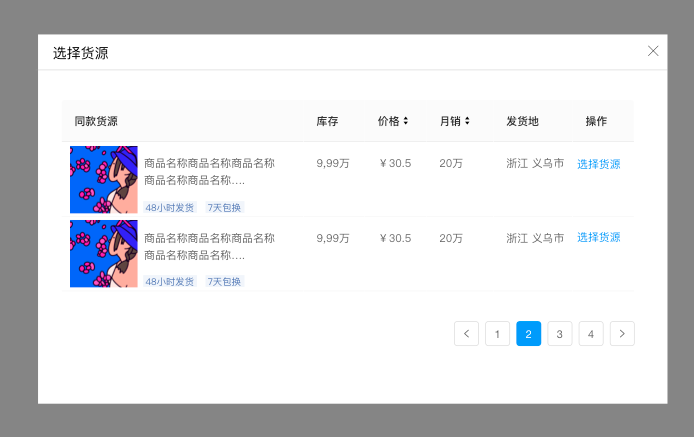 选择货源
同款货源 库存 价格 月销 发货地 操作
商品名称商品名称商品名称 9,99万 ￥30.5 20万 浙江 义乌市 选择货源
商品名称商品名称....
48小时发货 7天包换
商品名称商品名称商品名称 9,99万 ￥30.5 20万 浙江 义乌市 选择货源
商品名称商品名称....
48小时发货 7天包换
1 2 3 4